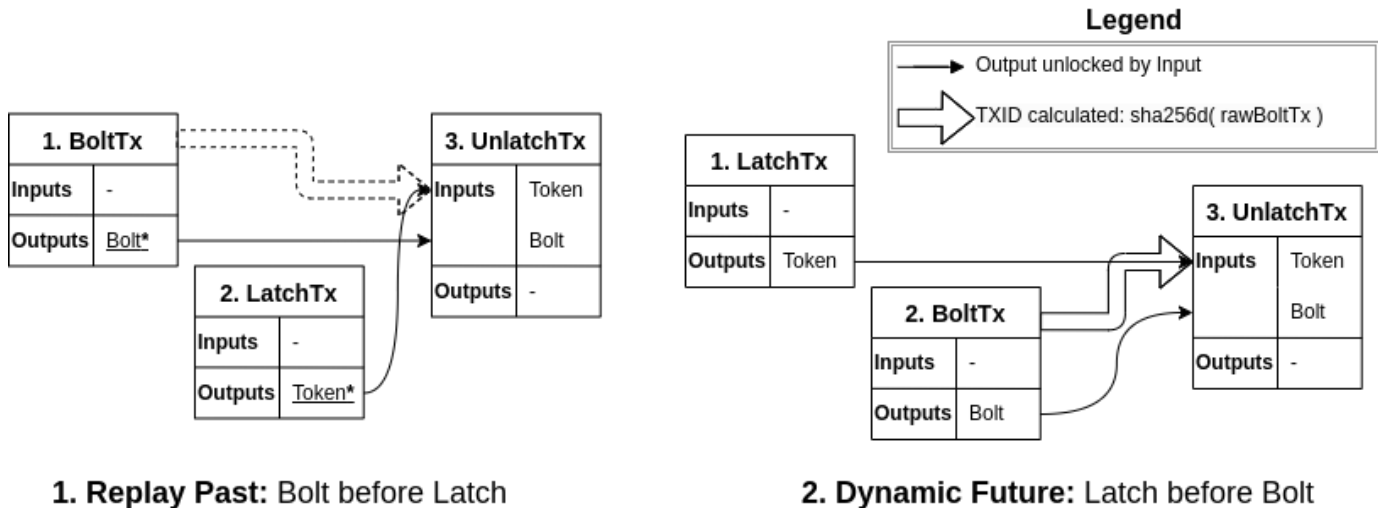 Legend
Output unlocked by Input
TXID calculated: sha256d( rawBoltTx )
1. BoltTx
Inputs -
Outputs Bolt*
2. LatchTx
Inputs -
Outputs Token*
3. UnlatchTx
Inputs Token
Bolt
Outputs -
1. Replay Past: Bolt before Latch
1. LatchTx
Inputs -
Outputs Token
2. BoltTx
Inputs -
Outputs Bolt
3. UnlatchTx
Inputs Token
Bolt
Outputs -
2. Dynamic Future: Latch before Bolt